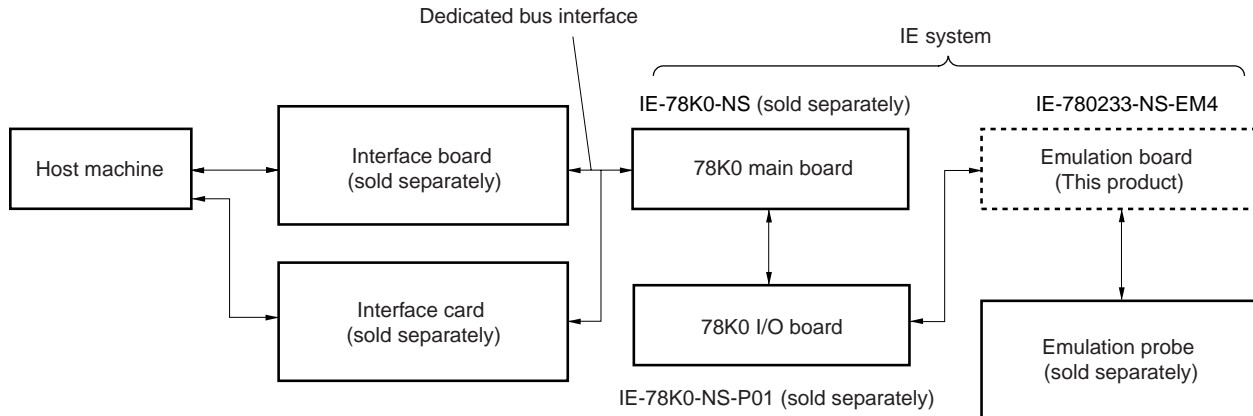 Dedicated bus interface
IE system
IE-78K0-NS (sold separately)
IE-780233-NS-EM4
Host machine
Interface board
(sold separately)
78K0 main board
Emulation board
(This product)
Interface card
(sold separately)
78K0 I/O board
Emulation probe
(sold separately)
IE-78K0-NS-P01 (sold separately)